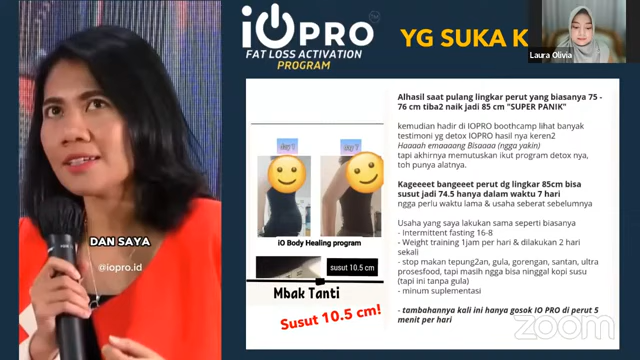 iOPRO
TM
FAT LOSS ACTIVATION
PROGRAM
YG SUKA K
Laura Olivia
Alhasil saat pulang lingkar perut yang biasanya 75 -
76 cm tiba2 naik jadi 85 cm "SUPER PANIK"
kemudian hadir di IOPRO boothcamp lihat banyak
testimoni yg detox IOPRO hasil nya keren2
Haaah emaaaang Bisaaaa (ngga yakin)
tapi akhirnya memutuskan ikut program detox nya,
toh punya alatnya.
Kageeeet bangeeeet perut dg lingkar 85cm bisa
susut jadi 74.5 hanya dalam waktu 7 hari
ngga perlu waktu lama & usaha seberat sebelumnya
Usaha yang saya lakukan sama seperti biasanya
- Intermittent fasting 16-8
- Weight training 1jam per hari & dilakukan 2 hari
sekali
- stop makan tepung2an, gula, gorengan, santan, ultra
prosesfood, tapi masih ngga bisa ninggal kopi susu
(tapi ini tanpa gula)
- minum suplementasi
- tambahannya kali ini hanya gosok IO PRO di perut 5
menit per hari
iO Body Healing program
susut 10.5 cm
Mbak Tanti
Susut 10.5 cm!
DAN SAYA
@iopro.id
zoom